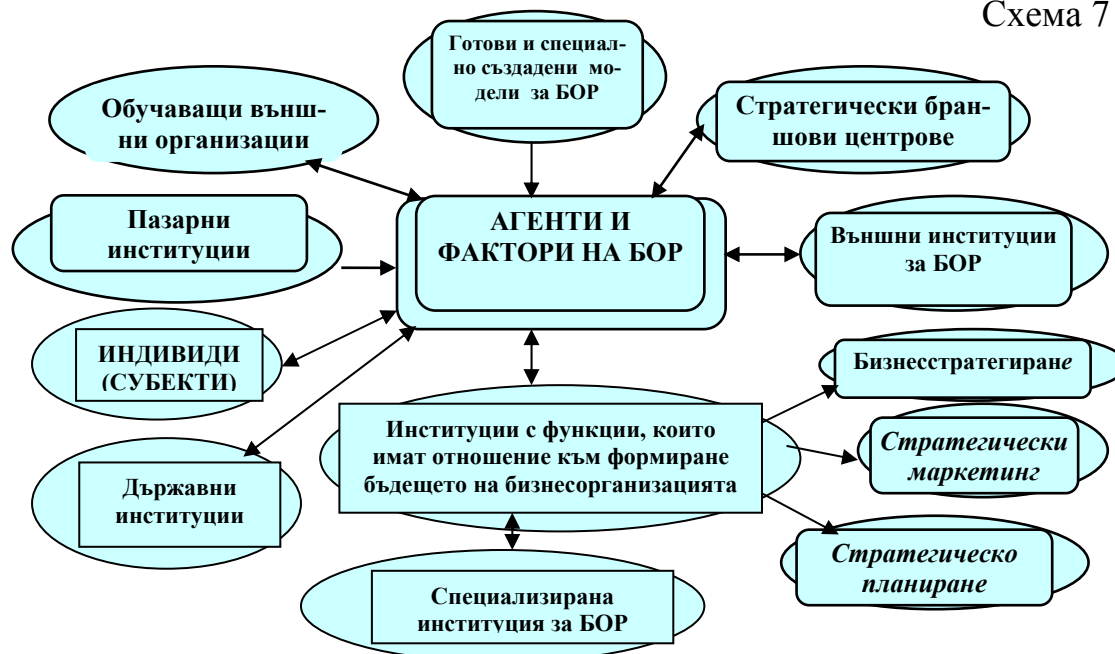 Схема 7
Готови и специал-
но създадени мо-
дели за БОР
Обучаващи външ-
ни организации
Стратегически бран-
шови центрове
Пазарни
институции
АГЕНТИ И
ФАКТОРИ НА БОР
Външни институции
за БОР
ИНДИВИДИ
(СУБЕКТИ)
Бизнесстратегиране
Институции с функции, които
имат отношение към формиране
бъдещето на бизнесорганизацията
Стратегически
маркетинг
Държавни
институции
Стратегическо
планиране
Специализирана
институция за БОР